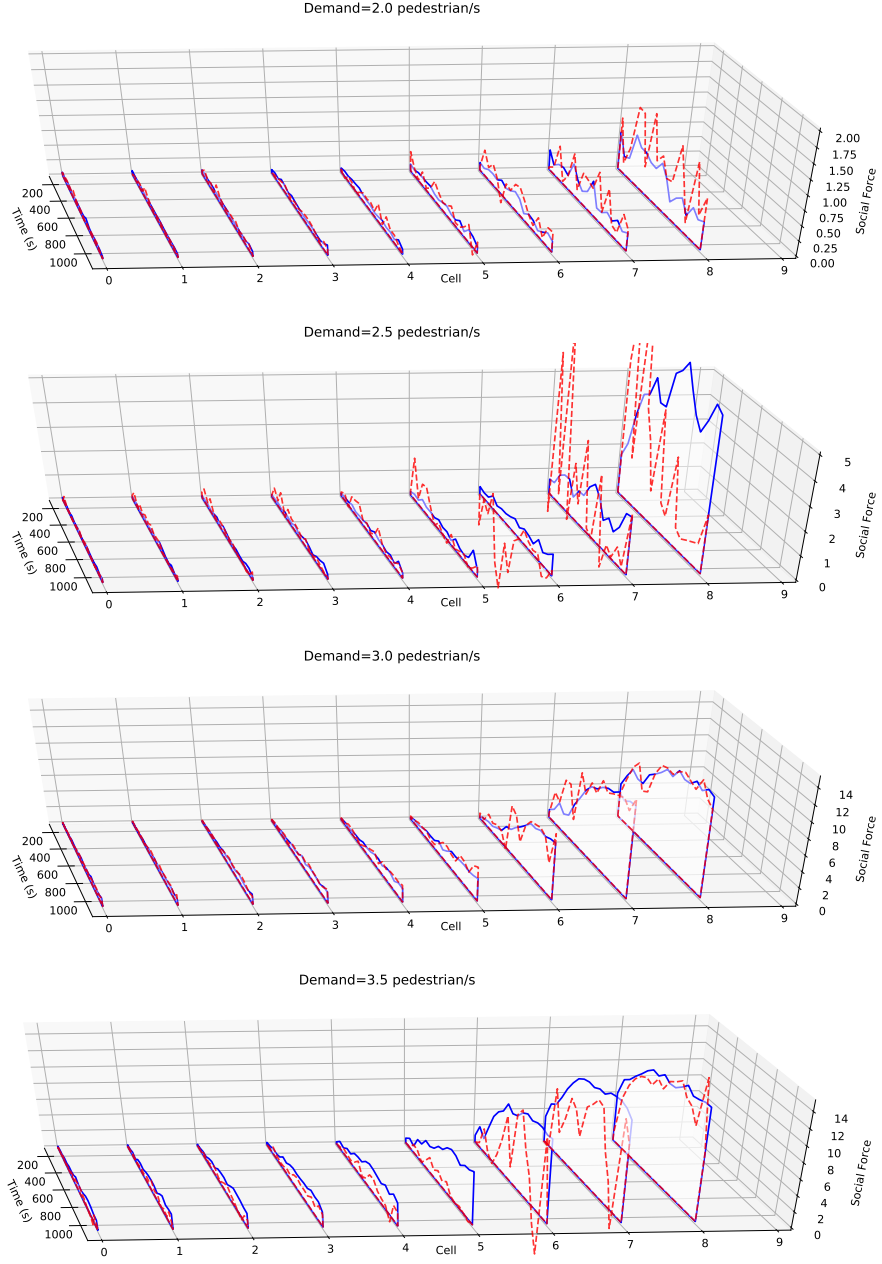 Demand=2.0 pedestrian/s
2.00
1.75
1.50
1.25
1.00
0.75
0.50
0.25
0.00
Social Force
200
400
600
800
1000
Time (s)
0 1 2 3 4 5 6 7 8 9
Cell
Demand=2.5 pedestrian/s
5
4
3
2
1
0
Social Force
200
400
600
800
1000
Time (s)
0 1 2 3 4 5 6 7 8 9
Cell
Demand=3.0 pedestrian/s
14
12
10
8
6
4
2
0
Social Force
200
400
600
800
1000
Time (s)
0 1 2 3 4 5 6 7 8 9
Cell
Demand=3.5 pedestrian/s
14
12
10
8
6
4
2
0
Social Force
200
400
600
800
1000
Time (s)
0 1 2 3 4 5 6 7 8 9
Cell